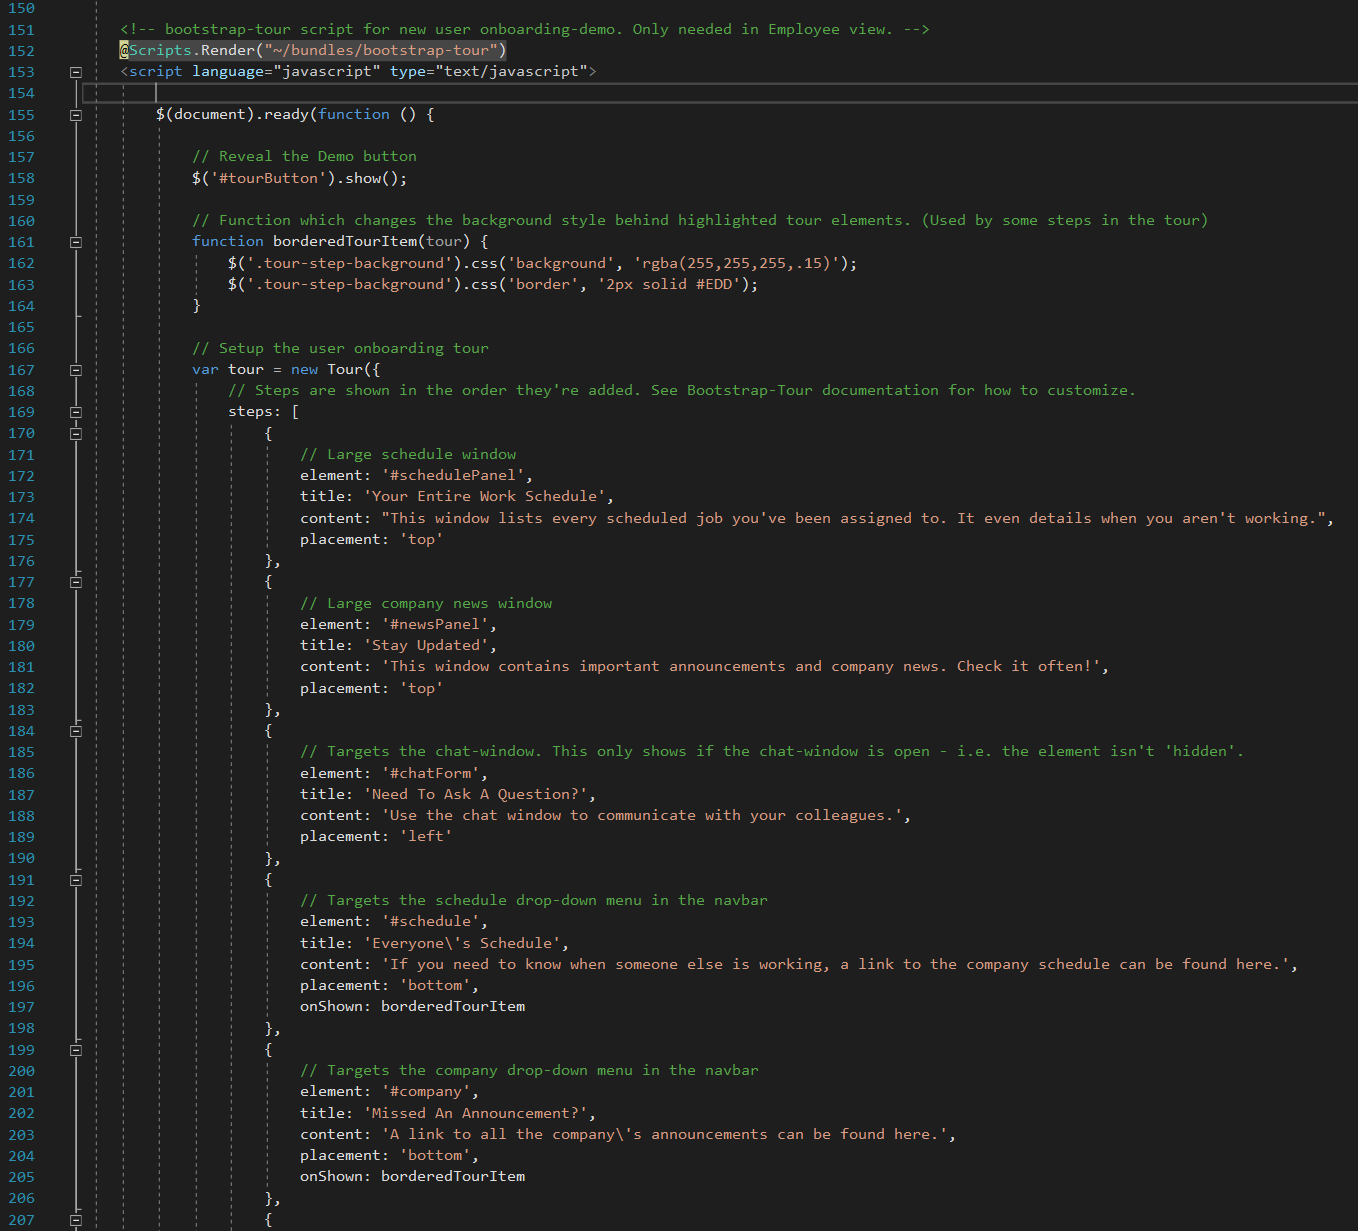 150
151 <!-- bootstrap-tour script for new user onboarding-demo. Only needed in Employee view. -->
152 @Scripts.Render("~/bundles/bootstrap-tour")
153 <script language="javascript" type="text/javascript">
154
155 $(document).ready(function () {
156
157 // Reveal the Demo button
158 $('#tourButton').show();
159
160 // Function which changes the background style behind highlighted tour elements. (Used by some steps in the tour)
161 function borderedTourItem(tour) {
162 $('.tour-step-background').css('background', 'rgba(255,255,255,.15)');
163 $('.tour-step-background').css('border', '2px solid #EDD');
164 }
165
166 // Setup the user onboarding tour
167 var tour = new Tour({
168 // Steps are shown in the order they're added. See Bootstrap-Tour documentation for how to customize.
169 steps: [
170 {
171 // Large schedule window
172 element: '#schedulePanel',
173 title: 'Your Entire Work Schedule',
174 content: "This window lists every scheduled job you've been assigned to. It even details when you aren't working.",
175 placement: 'top'
176 },
177 {
178 // Large company news window
179 element: '#newsPanel',
180 title: 'Stay Updated',
181 content: 'This window contains important announcements and company news. Check it often!',
182 placement: 'top'
183 },
184 {
185 // Targets the chat-window. This only shows if the chat-window is open - i.e. the element isn't 'hidden'.
186 element: '#chatForm',
187 title: 'Need To Ask A Question?',
188 content: 'Use the chat window to communicate with your colleagues.',
189 placement: 'left'
190 },
191 {
192 // Targets the schedule drop-down menu in the navbar
193 element: '#schedule',
194 title: 'Everyone\'s Schedule',
195 content: 'If you need to know when someone else is working, a link to the company schedule can be found here.',
196 placement: 'bottom',
197 onShown: borderedTourItem
198 },
199 {
200 // Targets the company drop-down menu in the navbar
201 element: '#company',
202 title: 'Missed An Announcement?',
203 content: 'A link to all the company\'s announcements can be found here.',
204 placement: 'bottom',
205 onShown: borderedTourItem
206 },
207 {